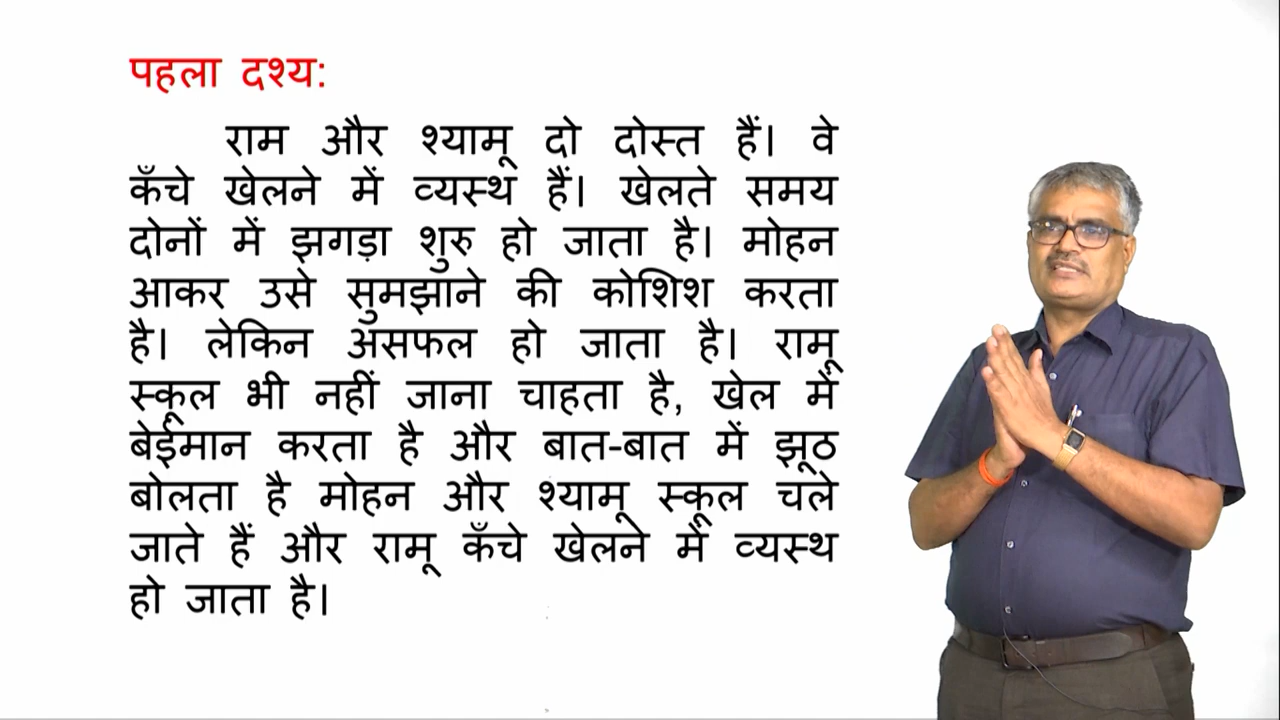 पहला दश्य:
राम और श्यामू दो दोस्त हैं। वे
कँचे खेलने में व्यस्थ हैं। खेलते समय
दोनों में झगड़ा शुरु हो जाता है। मोहन
आकर उसे सुमझाने की कोशिश करता
है। लेकिन असफल हो जाता है। रामू
स्कूल भी नहीं जाना चाहता है, खेल में
बेईमान करता है और बात-बात में झूठ
बोलता है मोहन और श्यामू स्कूल चले
जाते हैं और रामू कँचे खेलने में व्यस्थ
हो जाता है।